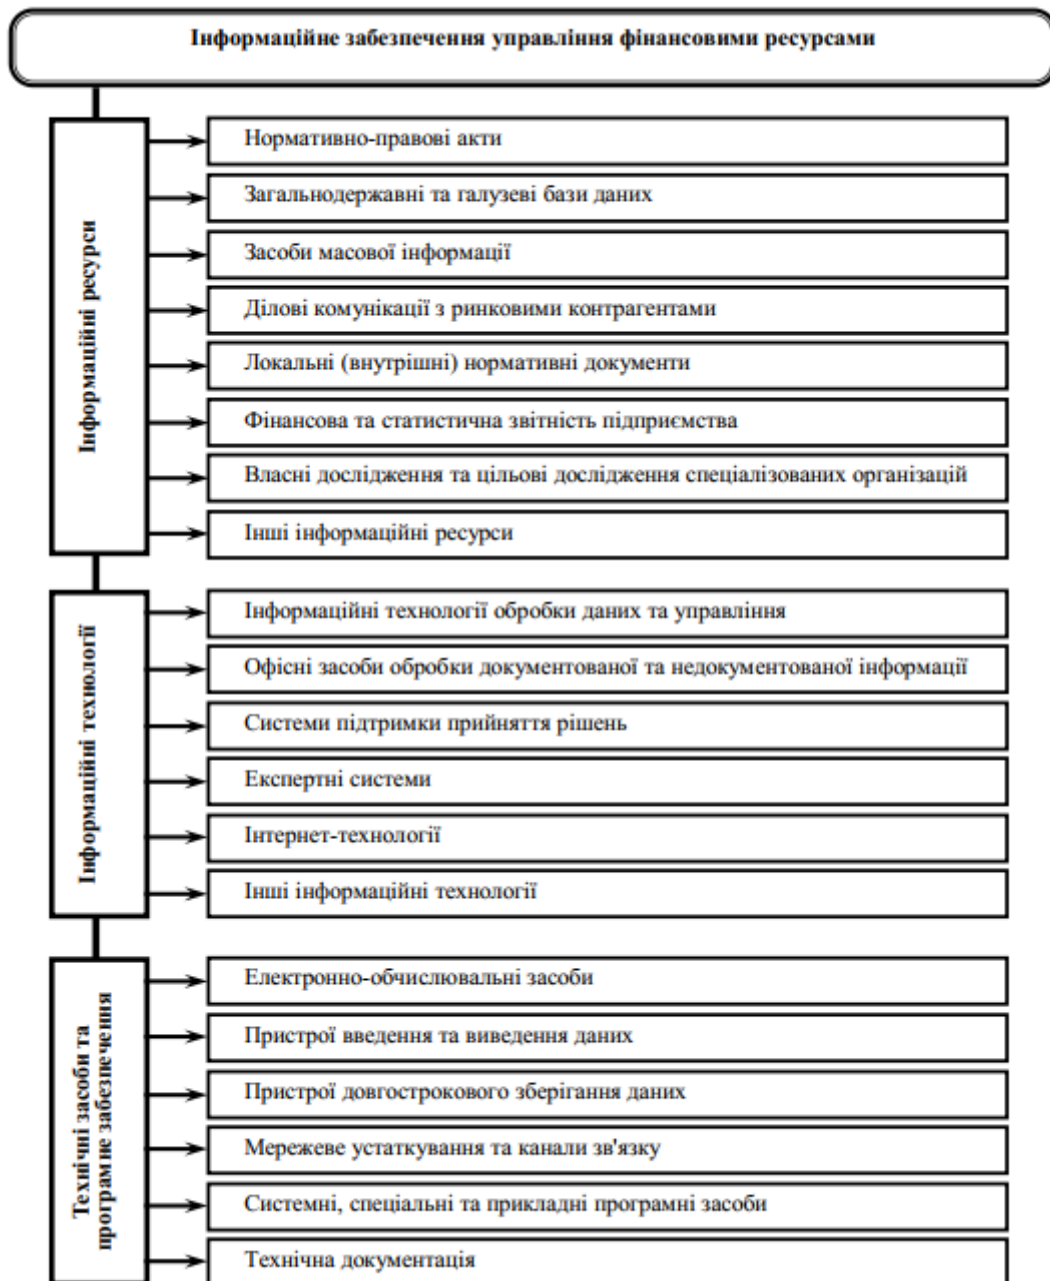 Інформаційне забезпечення управління фінансовими ресурсами
Інформаційні ресурси
Нормативно-правові акти
Загальнодержавні та галузеві бази даних
Засоби масової інформації
Ділові комунікації з ринковими контрагентами
Локальні (внутрішні) нормативні документи
Фінансова та статистична звітність підприємства
Власні дослідження та цільові дослідження спеціалізованих організацій
Інші інформаційні ресурси
Інформаційні технології
Інформаційні технології обробки даних та управління
Офісні засоби обробки документованої та недокументованої інформації
Системи підтримки прийняття рішень
Експертні системи
Інтернет-технології
Інші інформаційні технології
Технічні засоби та
програмне забезпечення
Електронно-обчислювальні засоби
Пристрої введення та виведення даних
Пристрої довгострокового зберігання даних
Мережеве устаткування та канали зв'язку
Системні, спеціальні та прикладні програмні засоби
Технічна документація